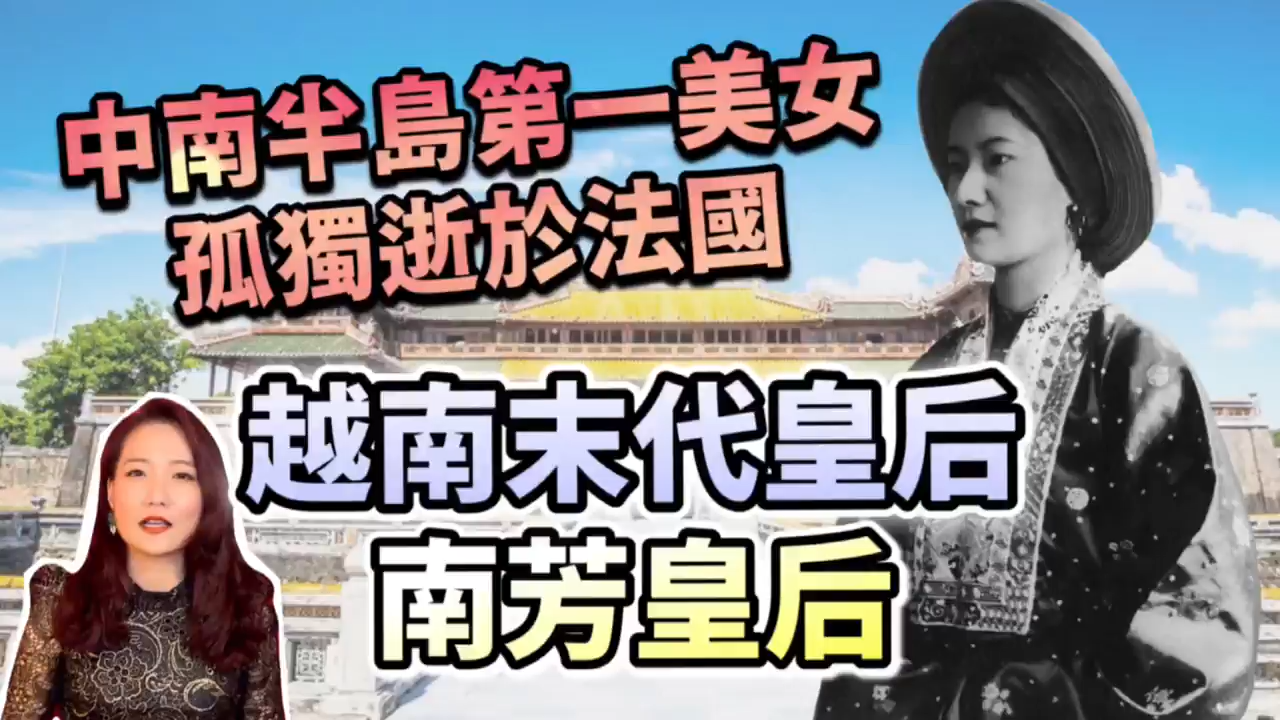 中南半島第一美女
孤獨逝於法國
越南末代皇后
南芳皇后